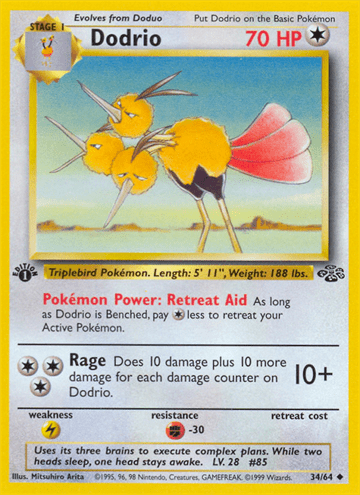 STAGE 1
Evolves from Doduo
Put Dodrio on the Basic Pokémon
Dodrio
70 HP
EDITION
1
Triplebird Pokémon. Length: 5' 11", Weight: 188 lbs.
Pokémon Power: Retreat Aid As long
as Dodrio is Benched, pay less to retreat your
Active Pokémon.
Rage Does 10 damage plus 10 more
damage for each damage counter on
Dodrio.
10+
weakness
resistance
retreat cost
-30
Uses its three brains to execute complex plans. While two
heads sleep, one head stays awake. LV. 28 #85
Illus. Mitsuhiro Arita
©1995, 96, 98 Nintendo, Creatures, GAMEFREAK. ©1999 Wizards.
34/64